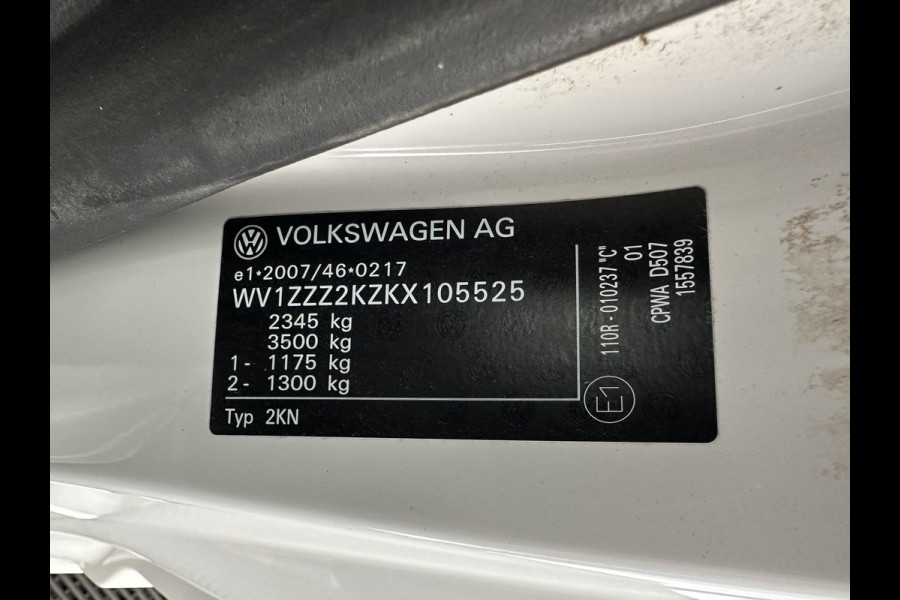 VOLKSWAGEN AG
e1*2007/46*0217
WV1ZZZ2KZKX105525
2345 kg
3500 kg
1- 1175 kg
2- 1300 kg
Typ 2KN
E1 110R-010237"C"
01
CPWA D507
1557839